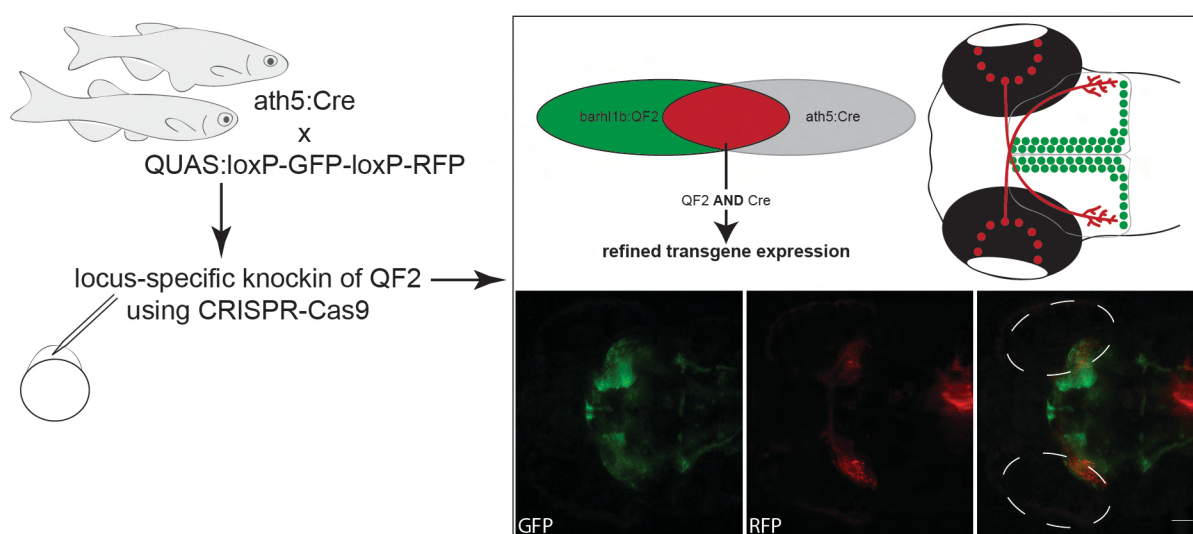 ath5:Cre
x
QUAS:loxP-GFP-loxP-RFP
locus-specific knockin of QF2
using CRISPR-Cas9
barhl1b:QF2
ath5:Cre
QF2 AND Cre
refined transgene expression
GFP
RFP